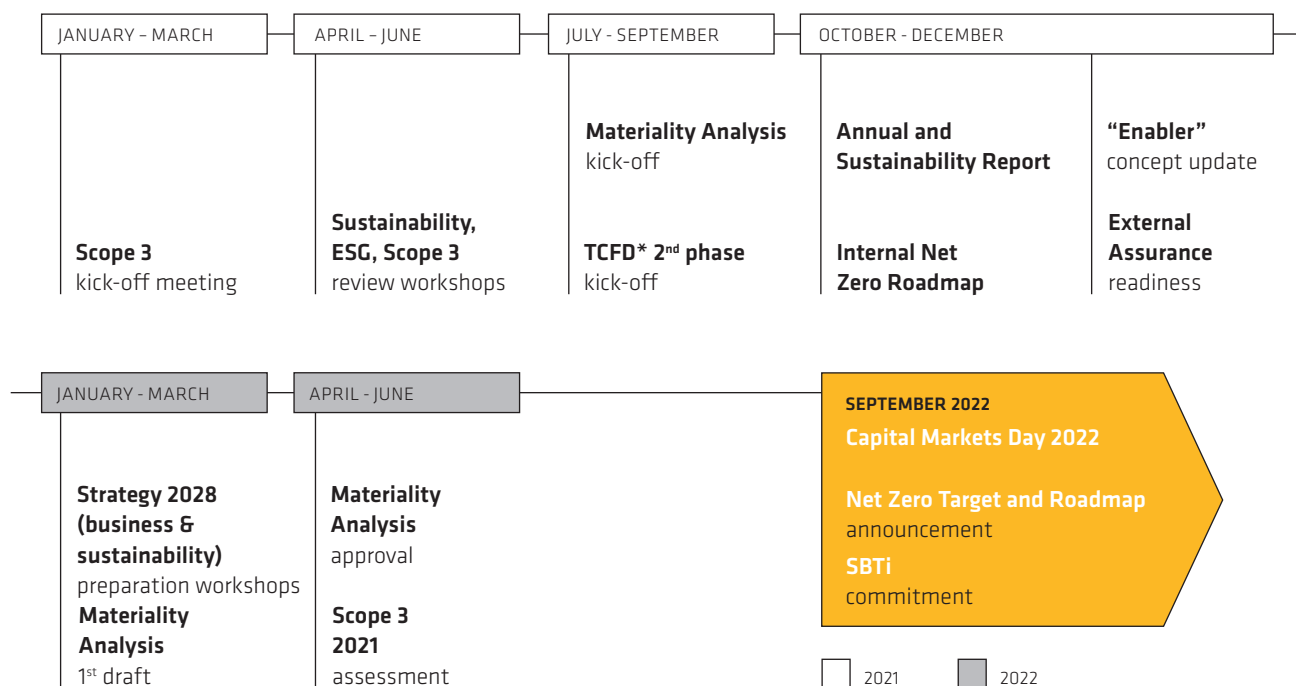 JANUARY – MARCH
APRIL – JUNE
JULY - SEPTEMBER
OCTOBER - DECEMBER
Scope 3
kick-off meeting
Sustainability,
ESG, Scope 3
review workshops
Materiality Analysis
kick-off
TCFD* 2nd phase
kick-off
Annual and
Sustainability Report
Internal Net
Zero Roadmap
“Enabler”
concept update
External
Assurance
readiness
JANUARY - MARCH
APRIL - JUNE
Strategy 2028
(business &
sustainability)
preparation workshops
Materiality
Analysis
1st draft
Materiality
Analysis
approval
Scope 3
2021
assessment
SEPTEMBER 2022
Capital Markets Day 2022
Net Zero Target and Roadmap
announcement
SBTi
commitment
2021
2022